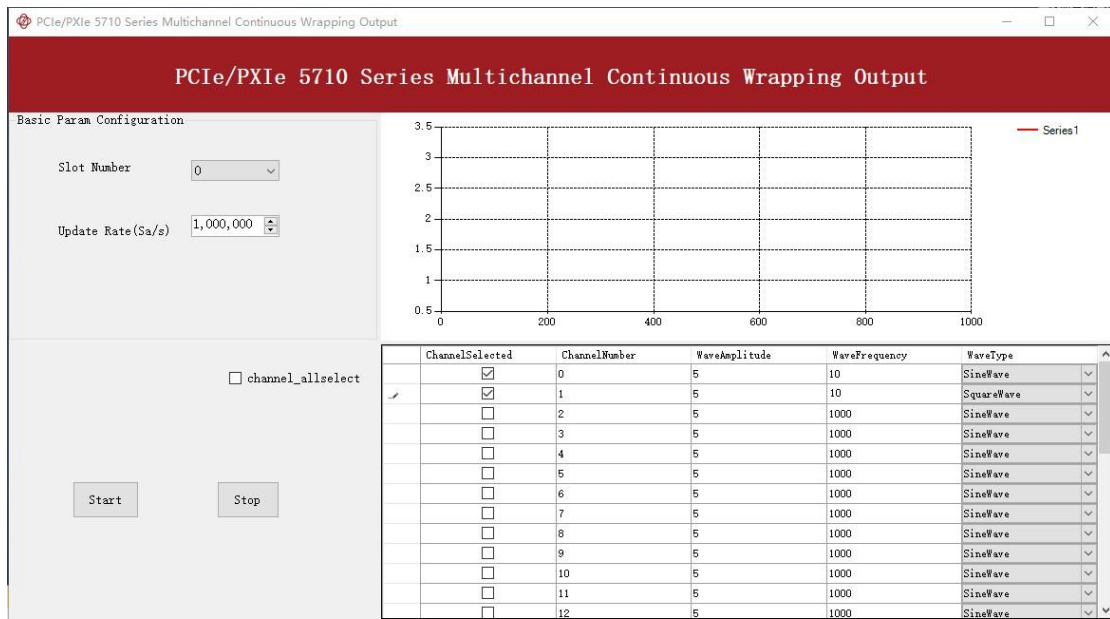 PCIe/PXIe 5710 Series Multichannel Continuous Wrapping Output
PCIe/PXIe 5710 Series Multichannel Continuous Wrapping Output
Basic Param Configuration
Slot Number 0
Update Rate(Sa/s) 1,000,000
3.5
3
2.5
2
1.5
1
0.5
0 200 400 600 800 1000
Series1
channel_allselect
Start Stop
ChannelSelected ChannelNumber WaveAmplitude WaveFrequency WaveType
0 5 10 SineWave
1 5 10 SquareWave
2 5 1000 SineWave
3 5 1000 SineWave
4 5 1000 SineWave
5 5 1000 SineWave
6 5 1000 SineWave
7 5 1000 SineWave
8 5 1000 SineWave
9 5 1000 SineWave
10 5 1000 SineWave
11 5 1000 SineWave
12 5 1000 SineWave